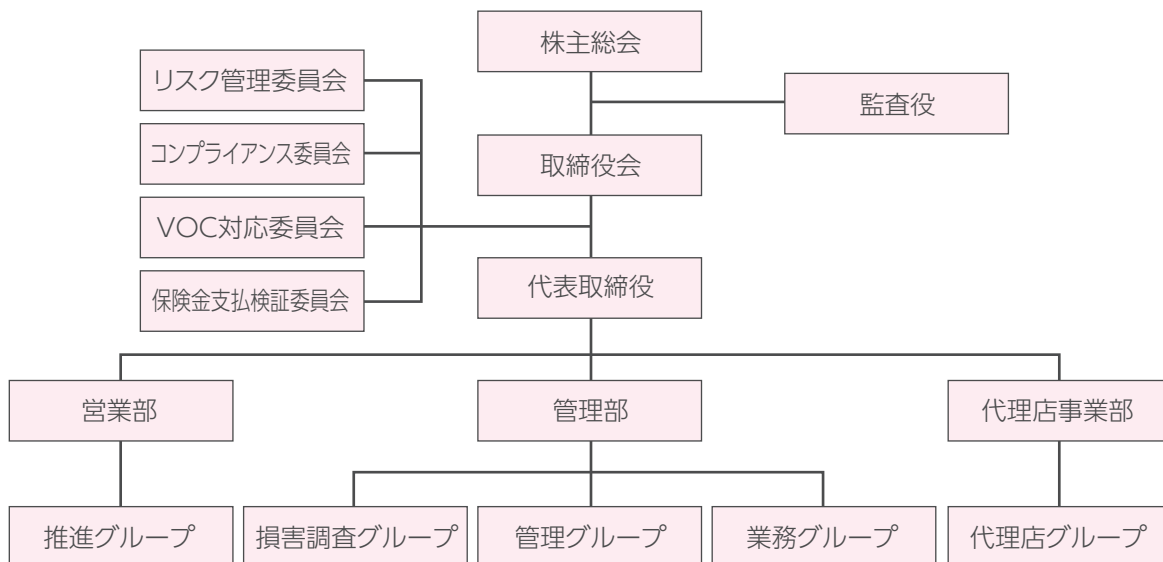 株主総会
リスク管理委員会
監査役
コンプライアンス委員会
取締役会
VOC対応委員会
代表取締役
保険金支払検証委員会
営業部
管理部
代理店事業部
推進グループ
損害調査グループ
管理グループ
業務グループ
代理店グループ